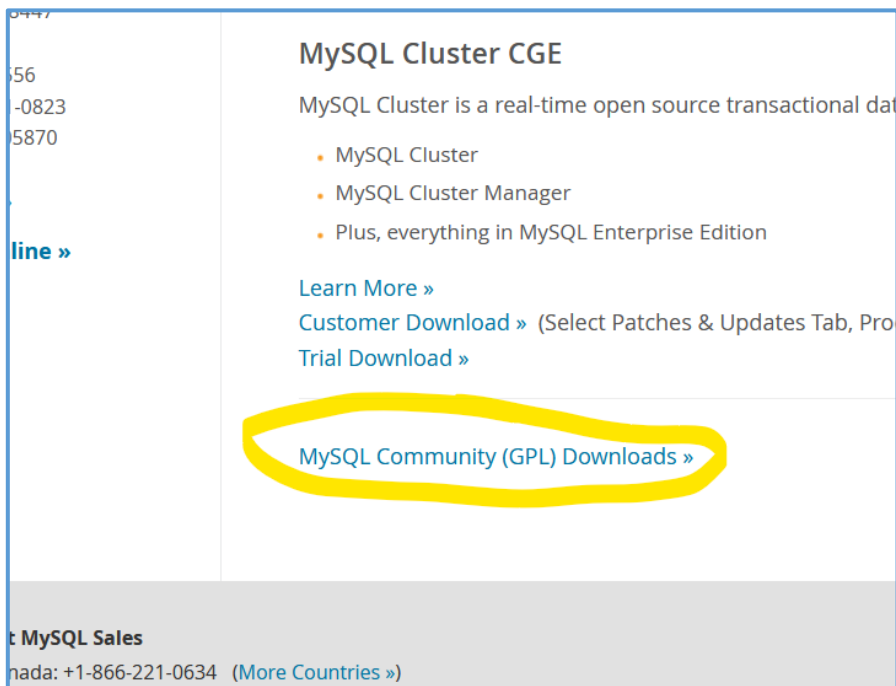 556
-0823
05870
line »
MySQL Cluster CGE
MySQL Cluster is a real-time open source transactional dat
• MySQL Cluster
• MySQL Cluster Manager
• Plus, everything in MySQL Enterprise Edition
Learn More »
Customer Download » (Select Patches & Updates Tab, Pro
Trial Download »
MySQL Community (GPL) Downloads »
t MySQL Sales
nada: +1-866-221-0634 (More Countries »)